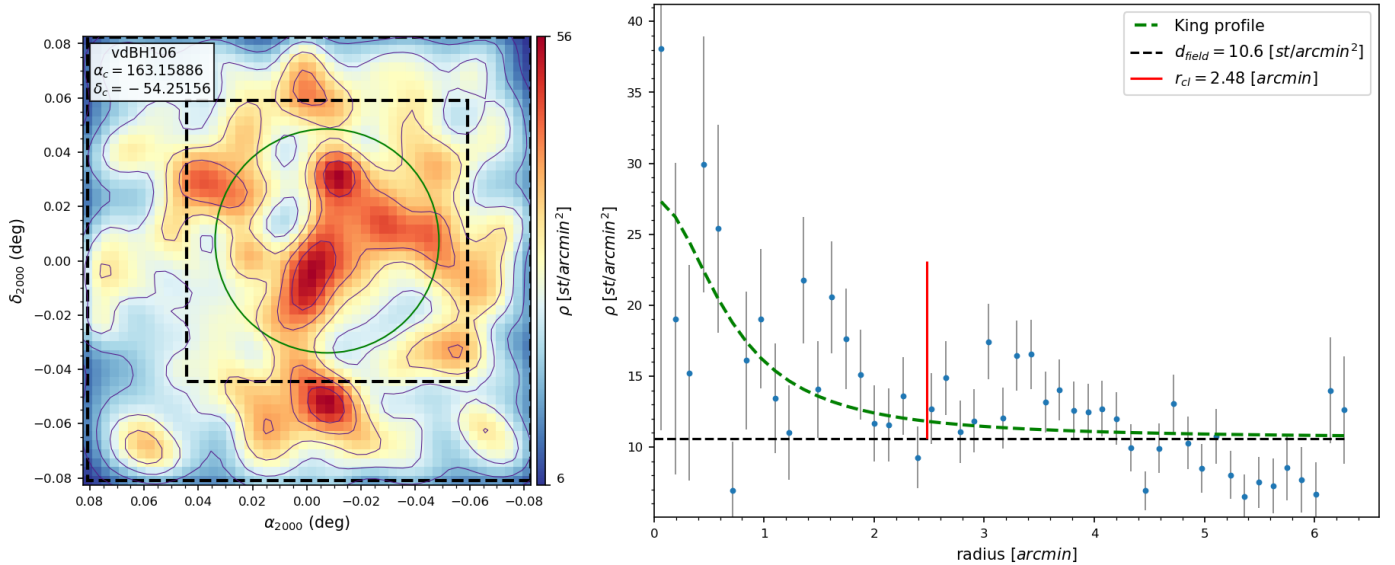 vdBH106
α_c = 163.15886
δ_c = −54.25156
0.08
0.06
0.04
0.02
0.00
−0.02
−0.04
−0.06
−0.08
δ_2000 (deg)
0.08 0.06 0.04 0.02 0.00 −0.02 −0.04 −0.06 −0.08
α_2000 (deg)
56
6
ρ [st/arcmin²]
King profile
d_field = 10.6 [st/arcmin²]
r_cl = 2.48 [arcmin]
40
35
30
25
20
15
10
ρ [st/arcmin²]
0 1 2 3 4 5 6
radius [arcmin]